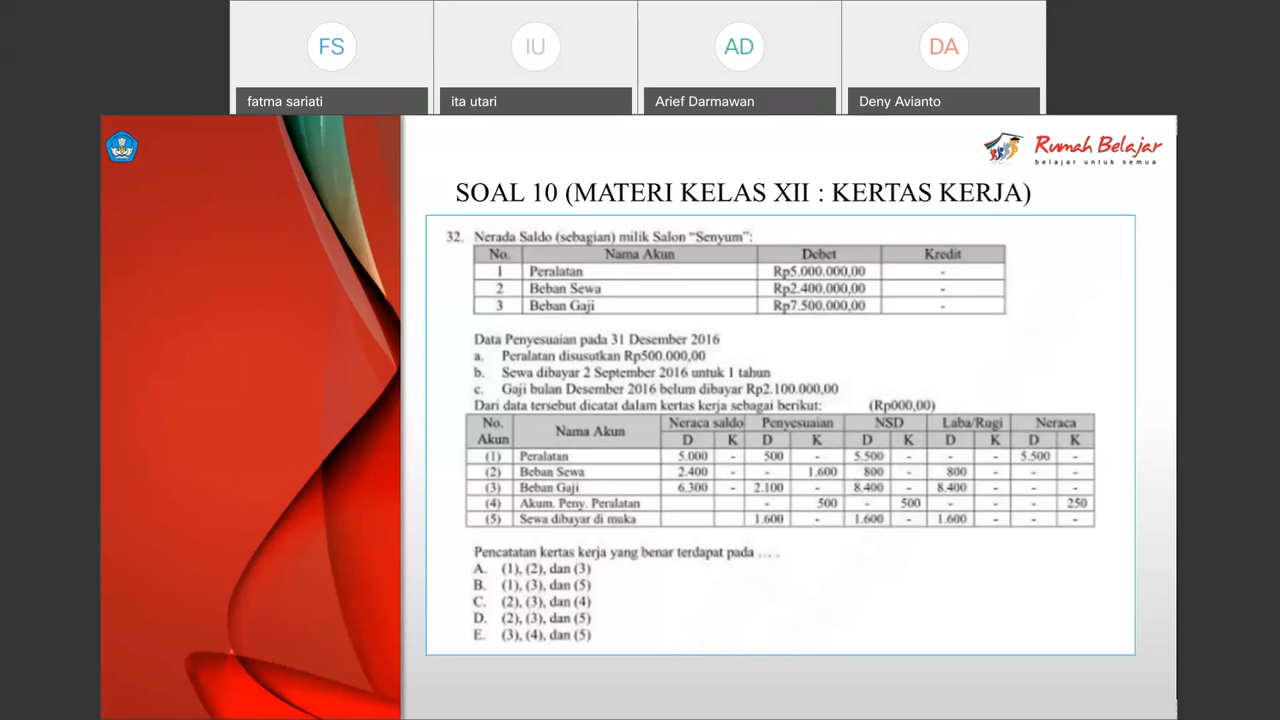 FS
IU
AD
DA
fatma sariati
ita utari
Arief Darmawan
Deny Avianto
Rumah Belajar
belajar untuk semua
SOAL 10 (MATERI KELAS XII : KERTAS KERJA)
32. Nerada Saldo (sebagian) milik Salon “Senyum”:
No. Nama Akun Debet Kredit
1 Peralatan Rp5.000.000,00 -
2 Beban Sewa Rp2.400.000,00 -
3 Beban Gaji Rp7.500.000,00 -
Data Penyesuaian pada 31 Desember 2016
a. Peralatan disusutkan Rp500.000,00
b. Sewa dibayar 2 September 2016 untuk 1 tahun
c. Gaji bulan Desember 2016 belum dibayar Rp2.100.000,00
Dari data tersebut dicatat dalam kertas kerja sebagai berikut: (Rp000,00)
No. Akun Nama Akun Neraca saldo Penyesuaian NSD Laba/Rugi Neraca
D K D K D K D K D K
(1) Peralatan 5.000 - 500 - 5.500 - - - 5.500 -
(2) Beban Sewa 2.400 - - 1.600 800 - 800 - - -
(3) Beban Gaji 6.300 - 2.100 - 8.400 - 8.400 - - -
(4) Akum. Peny. Peralatan - 500 - 500 - - - 250
(5) Sewa dibayar di muka 1.600 - 1.600 - 1.600 - - -
Pencatatan kertas kerja yang benar terdapat pada ....
A. (1), (2), dan (3)
B. (1), (3), dan (5)
C. (2), (3), dan (4)
D. (2), (3), dan (5)
E. (3), (4), dan (5)